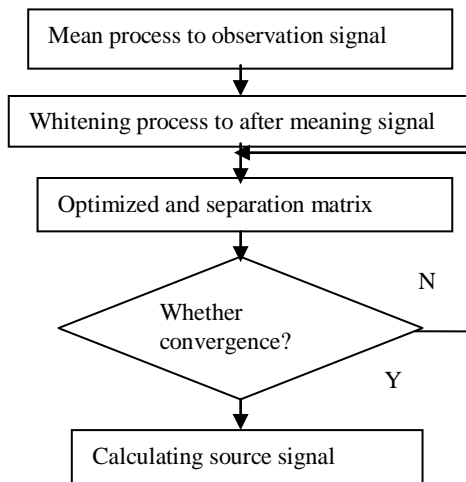 Mean process to observation signal
Whitening process to after meaning signal
Optimized and separation matrix
N
Whether
convergence?
Y
Calculating source signal